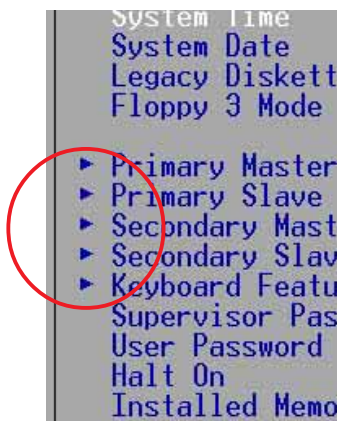 System Time
System Date
Legacy Diskett
Floppy 3 Mode
Primary Master
Primary Slave
Secondary Mast
Secondary Slav
Keyboard Featu
Supervisor Pas
User Password
Halt On
Installed Memo